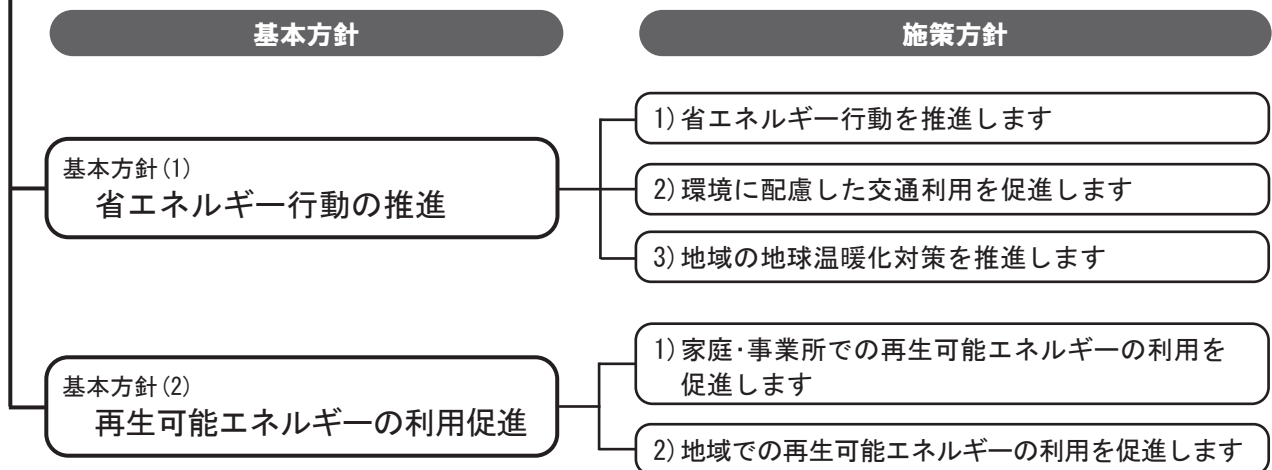 基本方針
施策方針
基本方針(1)
省エネルギー行動の推進
1)省エネルギー行動を推進します
2)環境に配慮した交通利用を促進します
3)地域の地球温暖化対策を推進します
基本方針(2)
再生可能エネルギーの利用促進
1)家庭・事業所での再生可能エネルギーの利用を
促進します
2)地域での再生可能エネルギーの利用を促進します